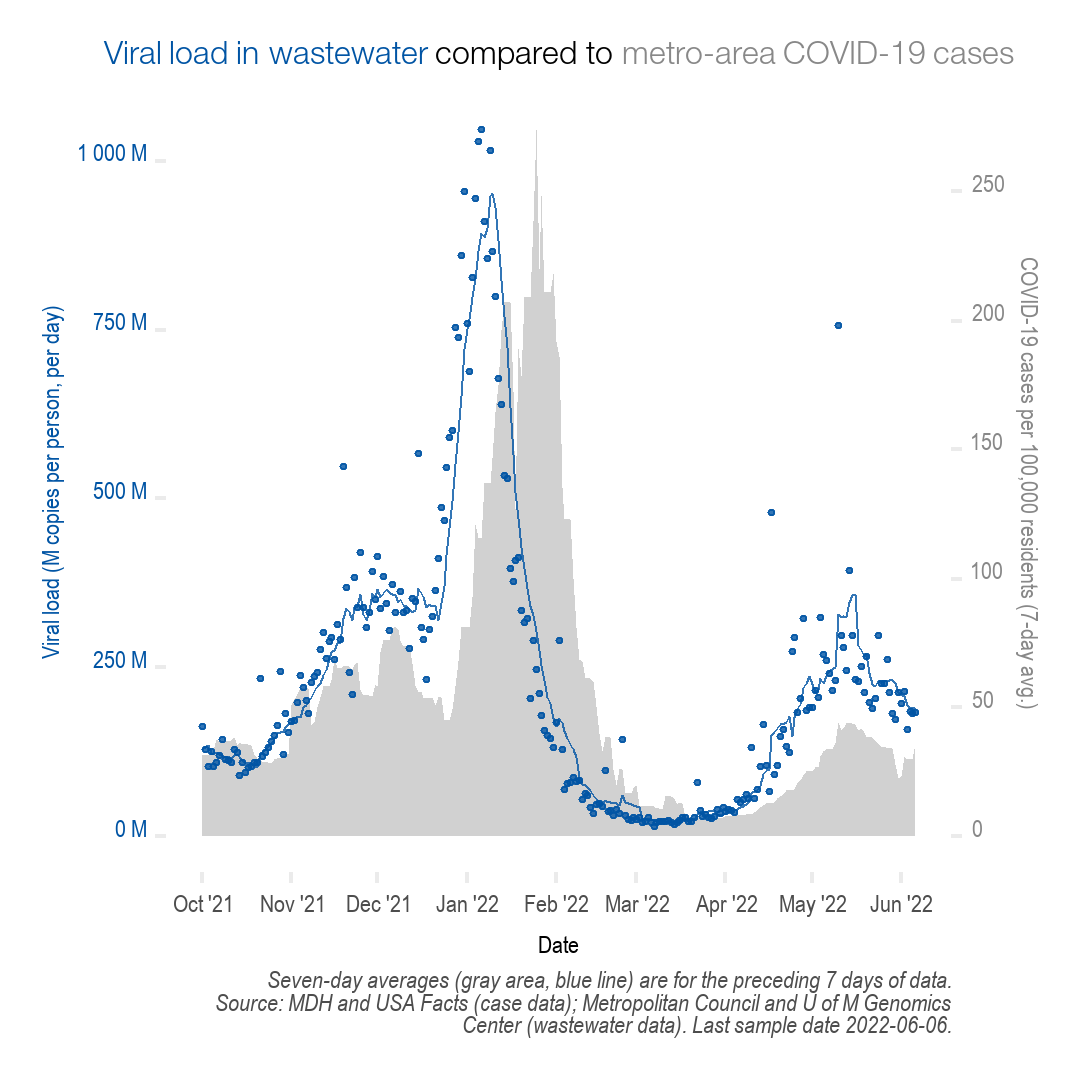 Viral load in wastewater compared to metro-area COVID-19 cases
1 000 M
750 M
500 M
250 M
0 M
Viral load (M copies per person, per day)
250
200
150
100
50
0
COVID-19 cases per 100,000 residents (7-day avg.)
Oct '21 Nov '21 Dec '21 Jan '22 Feb '22 Mar '22 Apr '22 May '22 Jun '22
Date
Seven-day averages (gray area, blue line) are for the preceding 7 days of data.
Source: MDH and USA Facts (case data); Metropolitan Council and U of M Genomics
Center (wastewater data). Last sample date 2022-06-06.